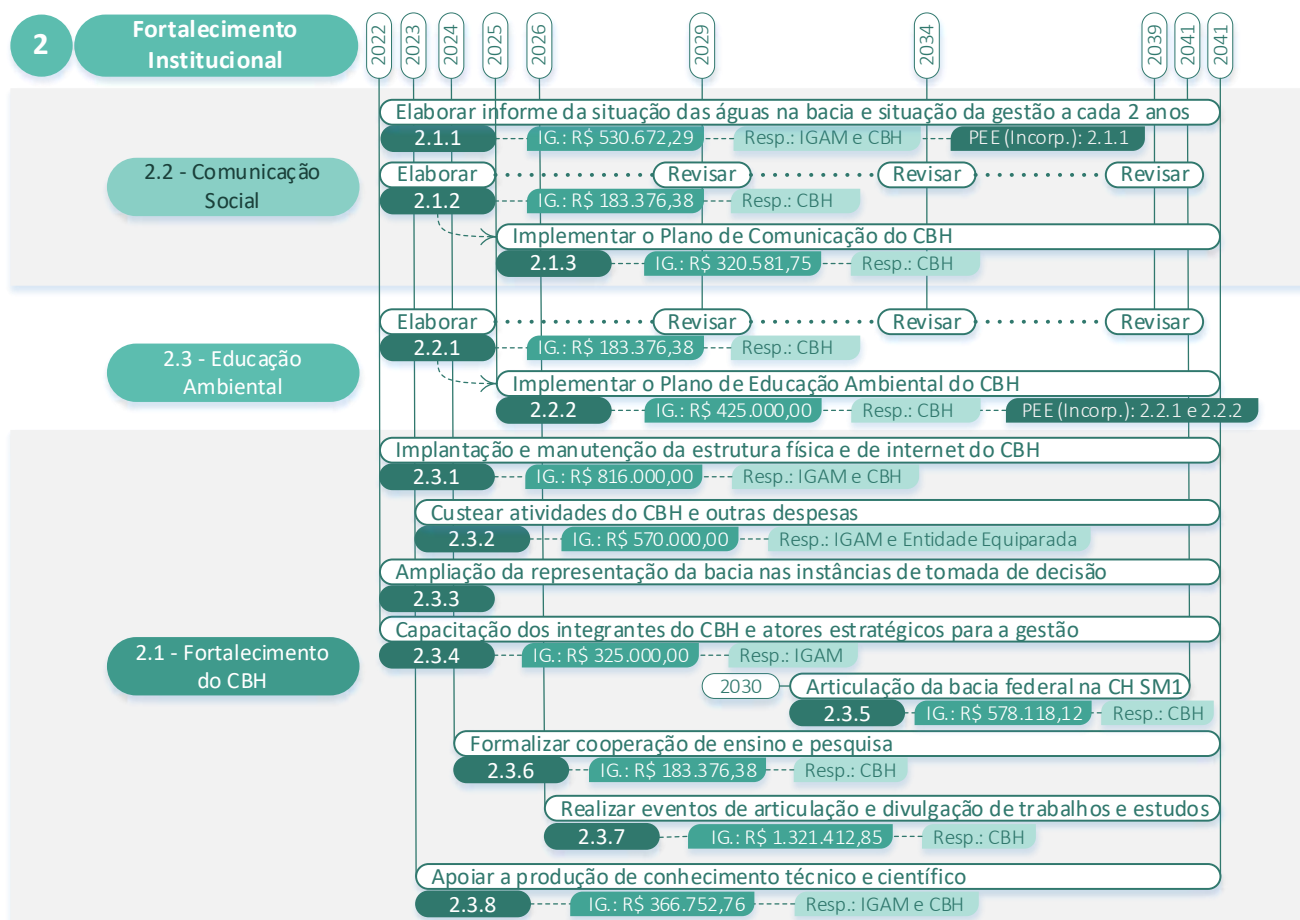 2
Fortalecimento
Institucional
2022
2023
2024
2025
2026
2029
2034
2039
2041
2041
2.2 - Comunicação
Social
Elaborar informe da situação das águas na bacia e situação da gestão a cada 2 anos
2.1.1 IG.: R$ 530.672,29 Resp.: IGAM e CBH PEE (Incorp.): 2.1.1
Elaborar Revisar Revisar Revisar
2.1.2 IG.: R$ 183.376,38 Resp.: CBH
Implementar o Plano de Comunicação do CBH
2.1.3 IG.: R$ 320.581,75 Resp.: CBH
2.3 - Educação
Ambiental
Elaborar Revisar Revisar Revisar
2.2.1 IG.: R$ 183.376,38 Resp.: CBH
Implementar o Plano de Educação Ambiental do CBH
2.2.2 IG.: R$ 425.000,00 Resp.: CBH PEE (Incorp.): 2.2.1 e 2.2.2
2.1 - Fortalecimento
do CBH
Implantação e manutenção da estrutura física e de internet do CBH
2.3.1 IG.: R$ 816.000,00 Resp.: IGAM e CBH
Custear atividades do CBH e outras despesas
2.3.2 IG.: R$ 570.000,00 Resp.: IGAM e Entidade Equiparada
Ampliação da representação da bacia nas instâncias de tomada de decisão
2.3.3
Capacitação dos integrantes do CBH e atores estratégicos para a gestão
2.3.4 IG.: R$ 325.000,00 Resp.: IGAM
2030 Articulação da bacia federal na CH SM1
2.3.5 IG.: R$ 578.118,12 Resp.: CBH
Formalizar cooperação de ensino e pesquisa
2.3.6 IG.: R$ 183.376,38 Resp.: CBH
Realizar eventos de articulação e divulgação de trabalhos e estudos
2.3.7 IG.: R$ 1.321.412,85 Resp.: CBH
Apoiar a produção de conhecimento técnico e científico
2.3.8 IG.: R$ 366.752,76 Resp.: IGAM e CBH